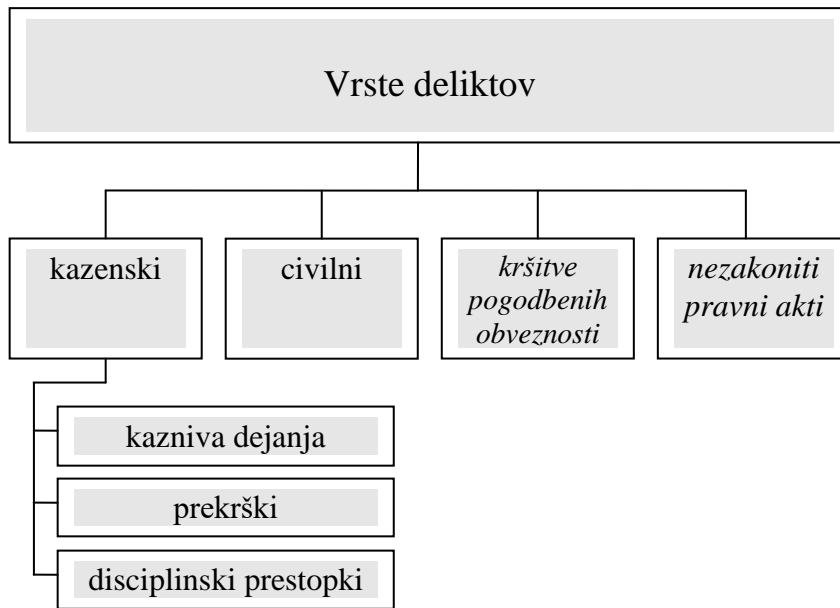 Vrste deliktov
kazenski
civilni
kršitve
pogodbenih
obveznosti
nezakoniti
pravni akti
kazniva dejanja
prekrški
disciplinski prestopki